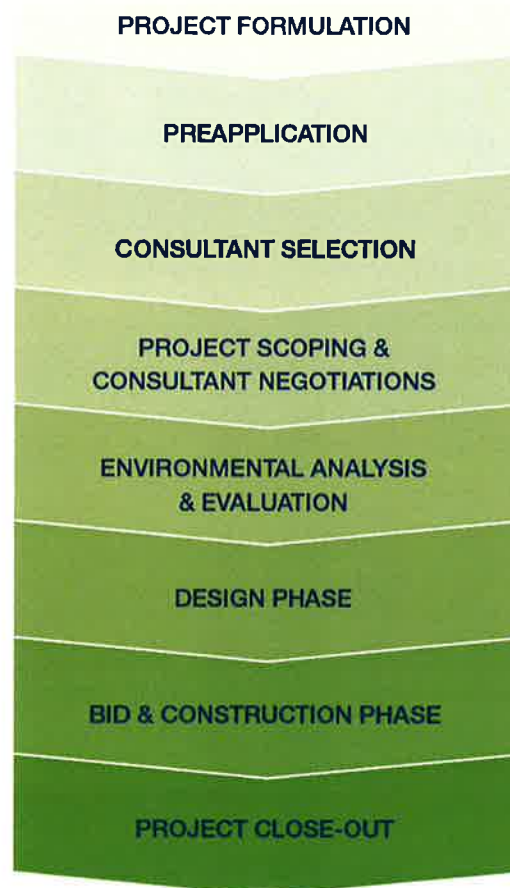 PROJECT FORMULATION
PREAPPLICATION
CONSULTANT SELECTION
PROJECT SCOPING &
CONSULTANT NEGOTIATIONS
ENVIRONMENTAL ANALYSIS
& EVALUATION
DESIGN PHASE
BID & CONSTRUCTION PHASE
PROJECT CLOSE-OUT